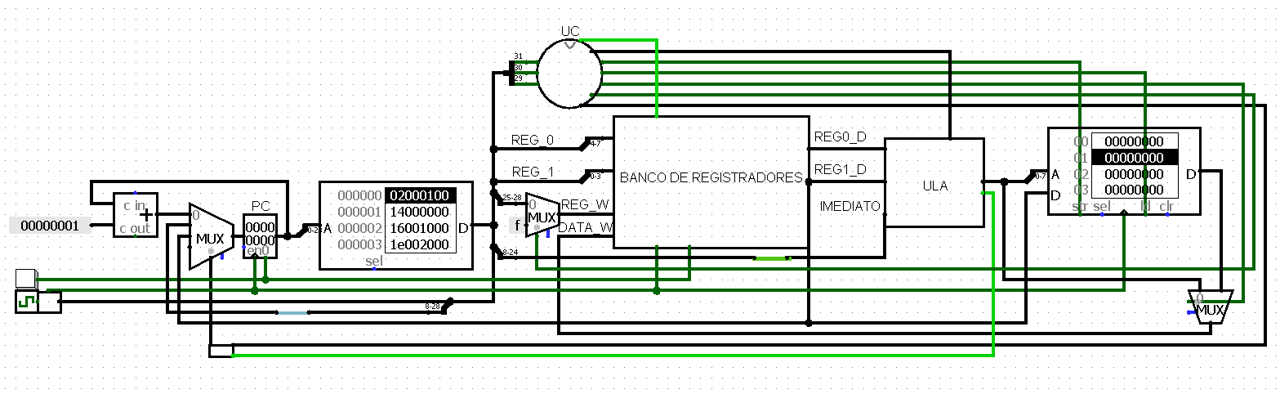 UC
31
30
29
REG_0
4-7
REG_1
0-3
BANCO DE REGISTRADORES
REG0_D
REG1_D
IMEDIATO
ULA
00 00000000
01 00000000
02 00000000
03 00000000
A
D
D
0-7
str sel ld clr
c in
+
c out
00000001
0
MUX
PC
0000
0000
en0
A
000000 02000100
000001 14000000
000002 16001000
000003 1e002000
D
sel
25-28
0
MUX
f
REG_W
DATA_W
8-24
8-28
0
MUX